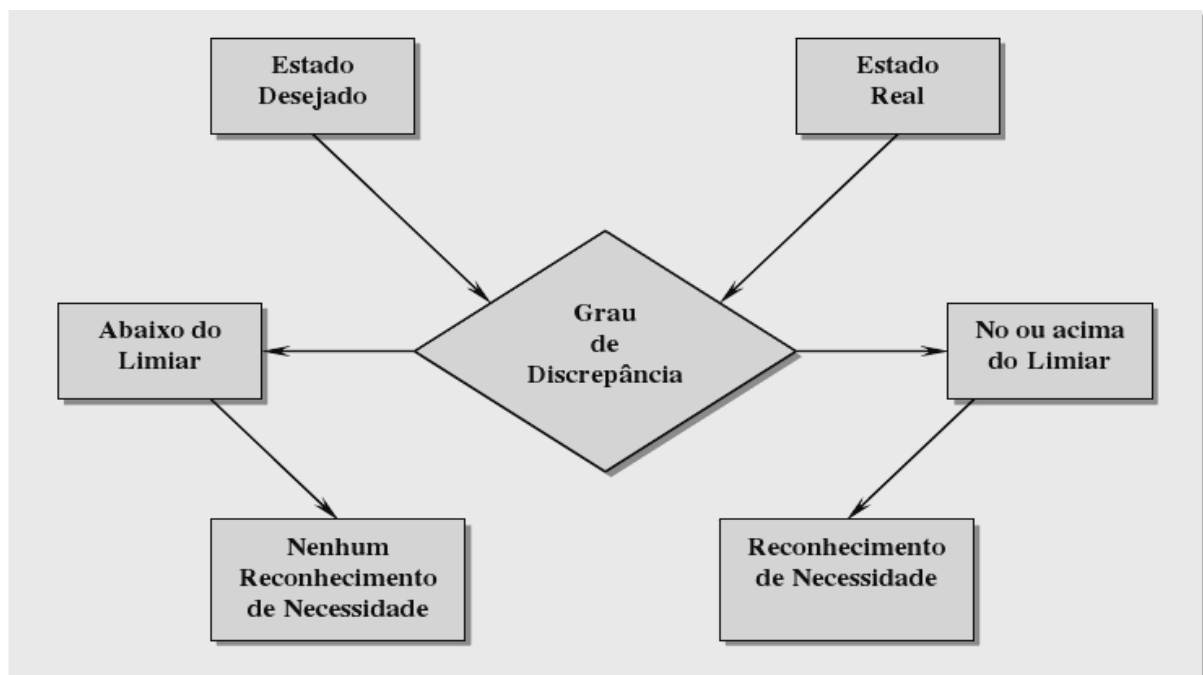 Estado
Desejado
Estado
Real
Grau
de
Discrepância
Abaixo do
Limiar
No ou acima
do Limiar
Nenhum
Reconhecimento
de Necessidade
Reconhecimento
de Necessidade